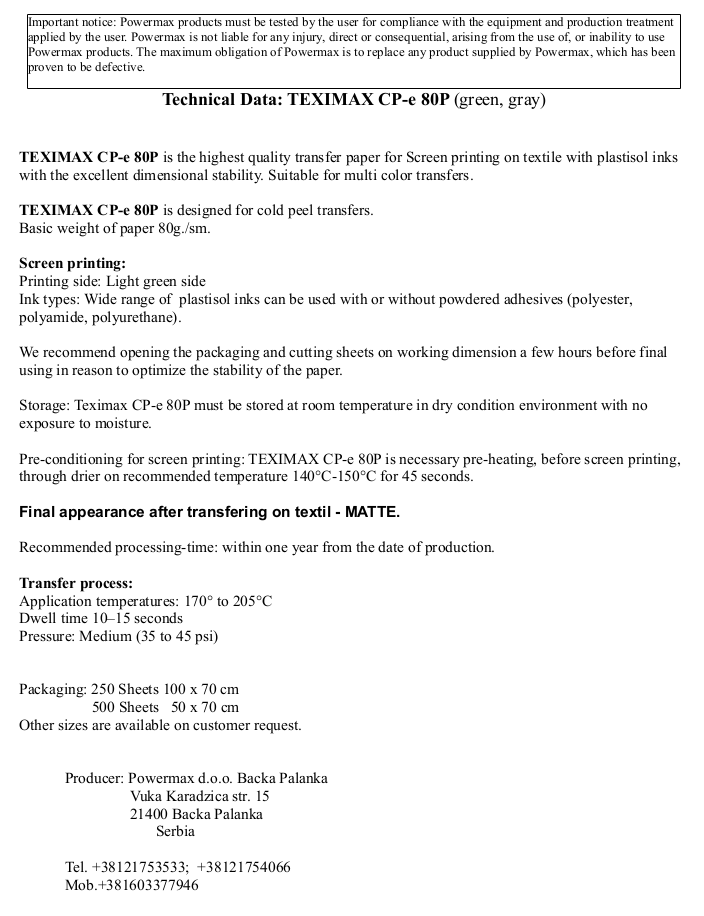 Important notice: Powermax products must be tested by the user for compliance with the equipment and production treatment
applied by the user. Powermax is not liable for any injury, direct or consequential, arising from the use of, or inability to use
Powermax products. The maximum obligation of Powermax is to replace any product supplied by Powermax, which has been
proven to be defective.
Technical Data: TEXIMAX CP-e 80P (green, gray)
TEXIMAX CP-e 80P is the highest quality transfer paper for Screen printing on textile with plastisol inks
with the excellent dimensional stability. Suitable for multi color transfers.
TEXIMAX CP-e 80P is designed for cold peel transfers.
Basic weight of paper 80g./sm.
Screen printing:
Printing side: Light green side
Ink types: Wide range of plastisol inks can be used with or without powdered adhesives (polyester,
polyamide, polyurethane).
We recommend opening the packaging and cutting sheets on working dimension a few hours before final
using in reason to optimize the stability of the paper.
Storage: Teximax CP-e 80P must be stored at room temperature in dry condition environment with no
exposure to moisture.
Pre-conditioning for screen printing: TEXIMAX CP-e 80P is necessary pre-heating, before screen printing,
through drier on recommended temperature 140°C-150°C for 45 seconds.
Final appearance after transfering on textil - MATTE.
Recommended processing-time: within one year from the date of production.
Transfer process:
Application temperatures: 170° to 205°C
Dwell time 10–15 seconds
Pressure: Medium (35 to 45 psi)
Packaging: 250 Sheets 100 x 70 cm
500 Sheets 50 x 70 cm
Other sizes are available on customer request.
Producer: Powermax d.o.o. Backa Palanka
Vuka Karadzica str. 15
21400 Backa Palanka
Serbia
Tel. +38121753533; +38121754066
Mob.+381603377946